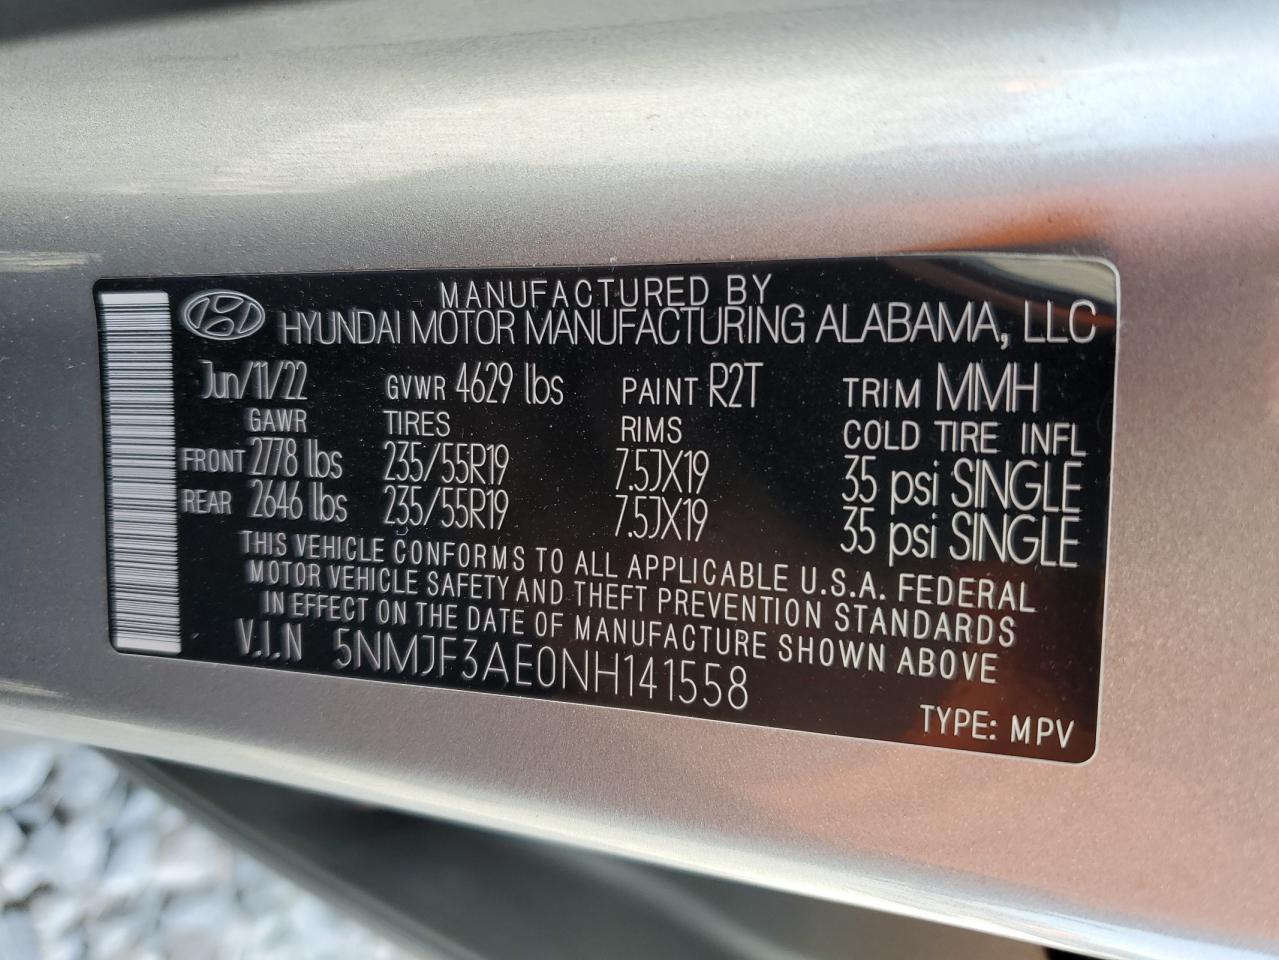 MANUFACTURED BY
HYUNDAI MOTOR MANUFACTURING ALABAMA, LLC
Jun/11/22 GVWR 4629 lbs PAINT R2T TRIM MMH
GAWR TIRES RIMS COLD TIRE INFL
FRONT 2778 lbs 235/55R19 7.5JX19 35 psi SINGLE
REAR 2646 lbs 235/55R19 7.5JX19 35 psi SINGLE
THIS VEHICLE CONFORMS TO ALL APPLICABLE U.S.A. FEDERAL
MOTOR VEHICLE SAFETY AND THEFT PREVENTION STANDARDS
IN EFFECT ON THE DATE OF MANUFACTURE SHOWN ABOVE
V.I.N 5NMJF3AE0NH141558
TYPE: MPV